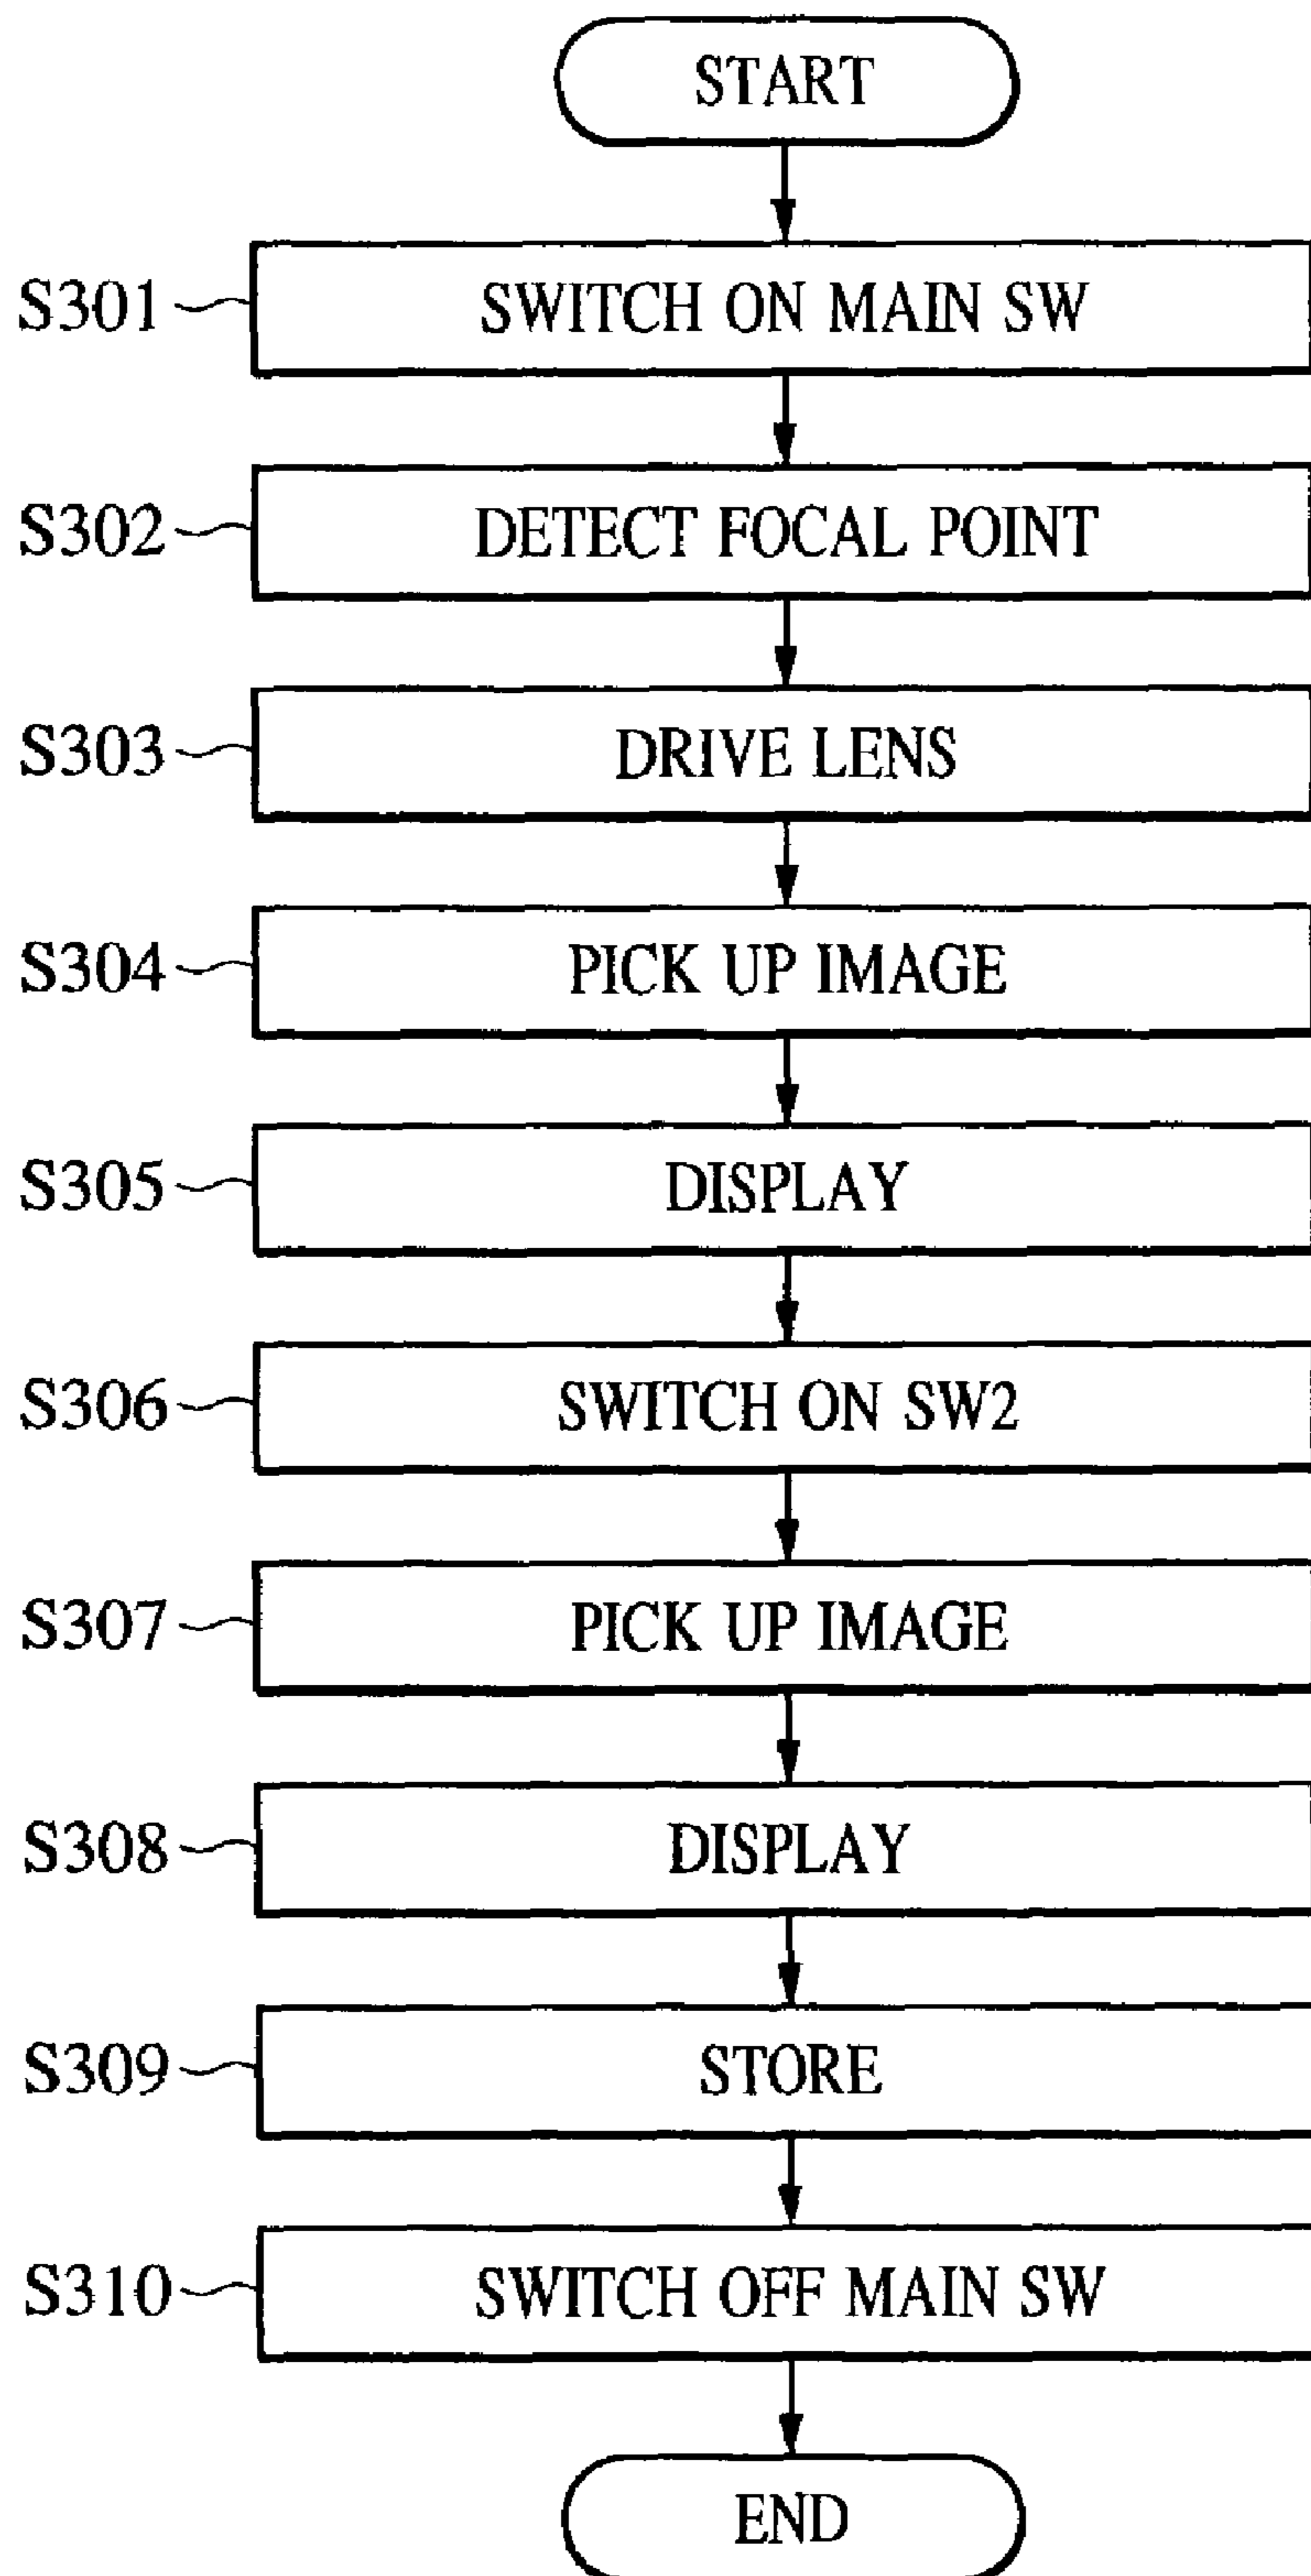 START
S301 SWITCH ON MAIN SW
S302 DETECT FOCAL POINT
S303 DRIVE LENS
S304 PICK UP IMAGE
S305 DISPLAY
S306 SWITCH ON SW2
S307 PICK UP IMAGE
S308 DISPLAY
S309 STORE
S310 SWITCH OFF MAIN SW
END